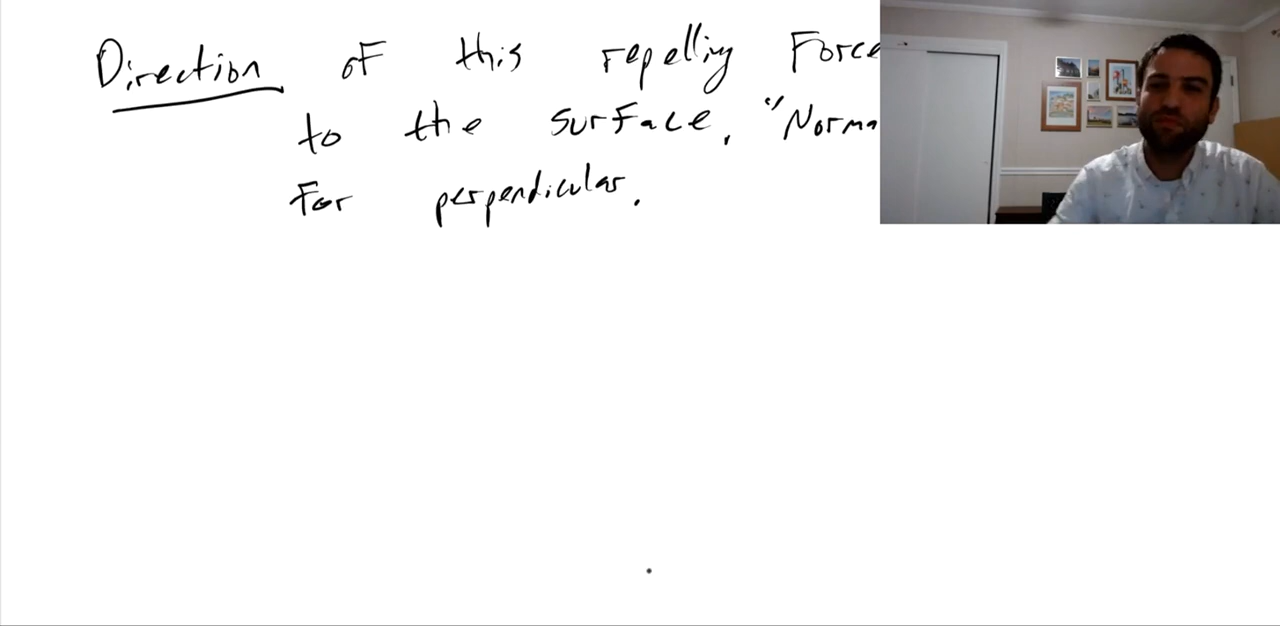 Direction of this repelling Force
to the surface. "Norma
For perpendicular.